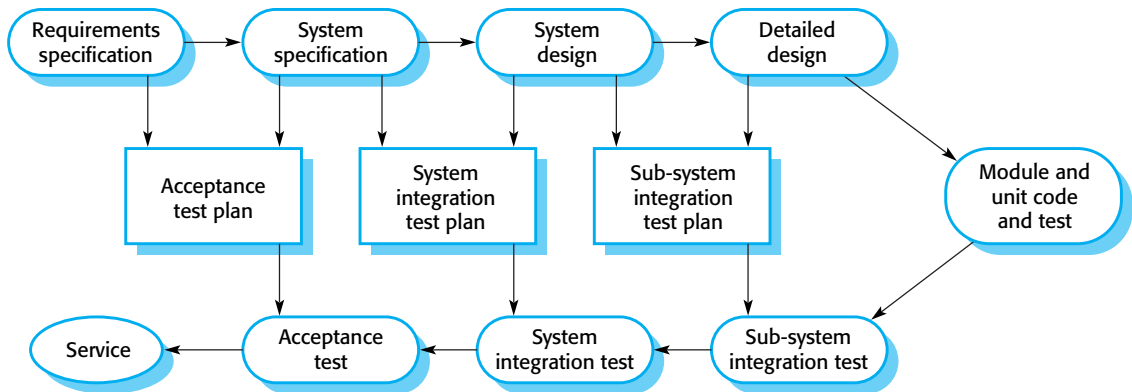 Requirements
specification
System
specification
System
design
Detailed
design
Acceptance
test plan
System
integration
test plan
Sub-system
integration
test plan
Module and
unit code
and test
Service
Acceptance
test
System
integration test
Sub-system
integration test